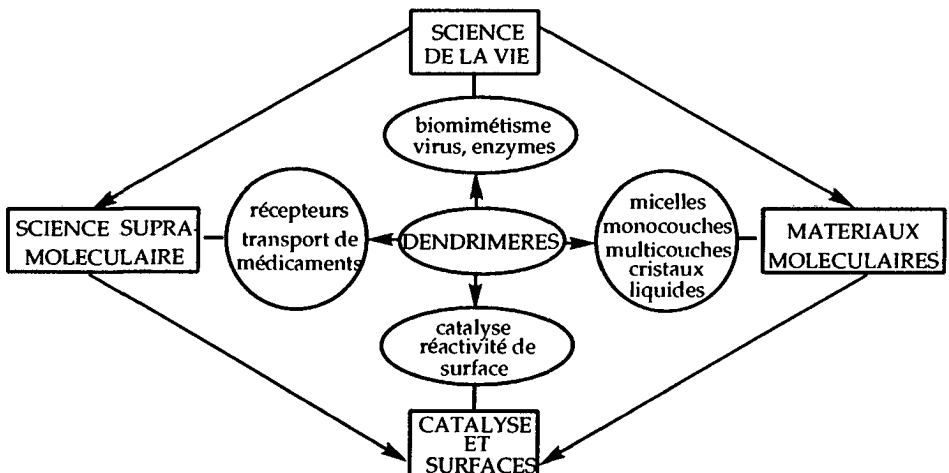 SCIENCE
DE LA VIE
biomimétisme
virus, enzymes
SCIENCE SUPRA-
MOLECULAIRE
récepteurs
transport de
médicaments
DENDRIMERES
micelles
monocouches
multicouches
cristaux
liquides
MATERIAUX
MOLECULAIRES
catalyse
réactivité de
surface
CATALYSE
ET
SURFACES